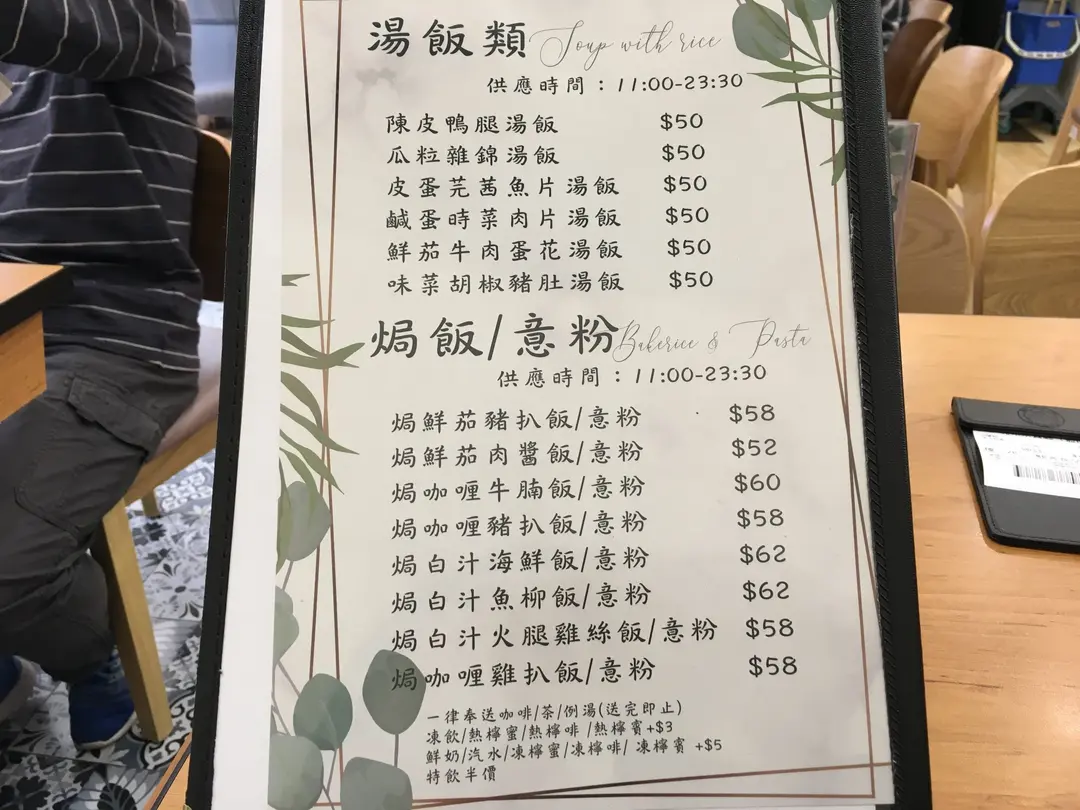 湯飯類 Soup with rice
供應時間：11:00-23:30
陳皮鴨腿湯飯 $50
瓜粒雜錦湯飯 $50
皮蛋芫茜魚片湯飯 $50
鹹蛋時菜肉片湯飯 $50
鮮茄牛肉蛋花湯飯 $50
味菜胡椒豬肚湯飯 $50
焗飯/意粉 Bakerice & Pasta
供應時間：11:00-23:30
焗鮮茄豬扒飯/意粉 $58
焗鮮茄肉醬飯/意粉 $52
焗咖喱牛腩飯/意粉 $60
焗咖喱豬扒飯/意粉 $58
焗白汁海鮮飯/意粉 $62
焗白汁魚柳飯/意粉 $62
焗白汁火腿雞絲飯/意粉 $58
焗咖喱雞扒飯/意粉 $58
一律奉送咖啡/茶/例湯(送完即止)
凍飲/熱檸蜜/熱檸啡/熱檸賓+$3
鮮奶/汽水/凍檸蜜/凍檸啡/凍檸賓 +$5
特飲半價